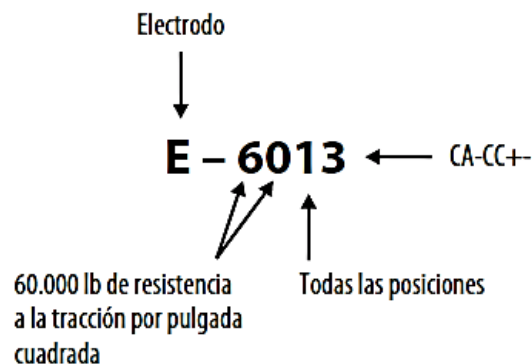 Electrodo
E – 6013
CA-CC+-
60.000 lb de resistencia
a la tracción por pulgada
cuadrada
Todas las posiciones